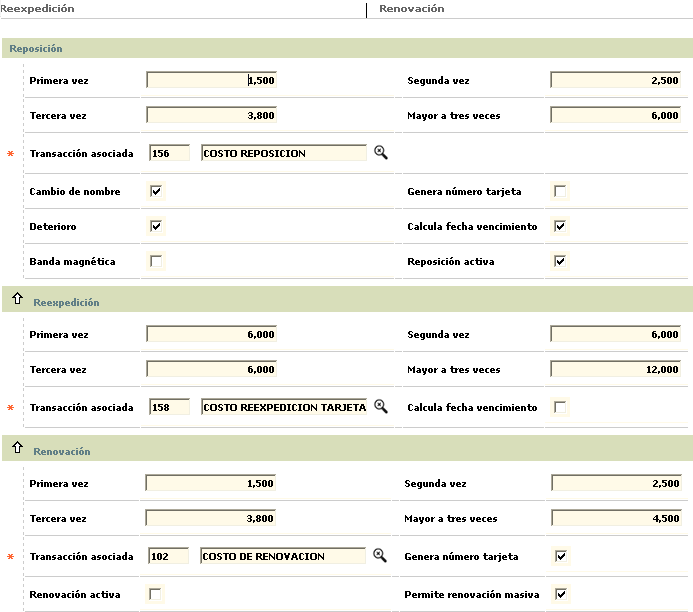 Reexpedición Renovación
Reposición
Primera vez 1,500 Segunda vez 2,500
Tercera vez 3,800 Mayor a tres veces 6,000
* Transacción asociada 156 COSTO REPOSICION
Cambio de nombre Genera número tarjeta
Deterioro Calcula fecha vencimiento
Banda magnética Reposición activa
Reexpedición
Primera vez 6,000 Segunda vez 6,000
Tercera vez 6,000 Mayor a tres veces 12,000
* Transacción asociada 158 COSTO REEXPEDICION TARJETA Calcula fecha vencimiento
Renovación
Primera vez 1,500 Segunda vez 2,500
Tercera vez 3,800 Mayor a tres veces 4,500
* Transacción asociada 102 COSTO DE RENOVACION Genera número tarjeta
Renovación activa Permite renovación masiva